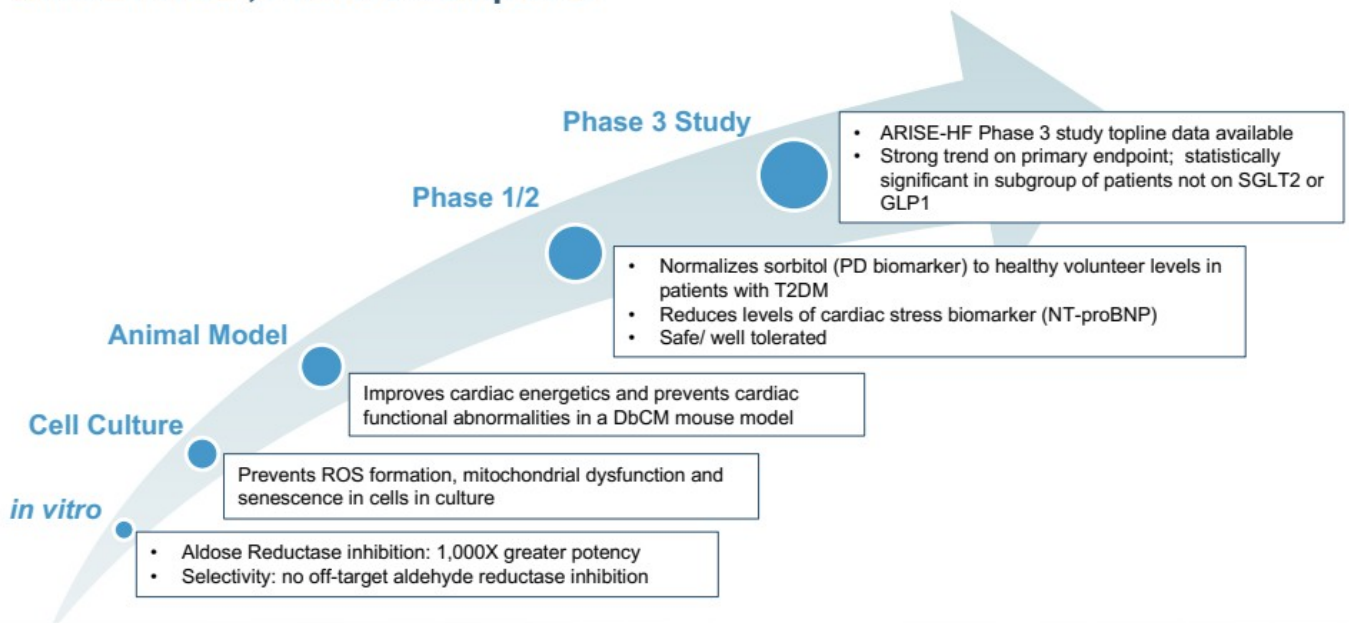 Phase 3 Study
• ARISE-HF Phase 3 study topline data available
• Strong trend on primary endpoint; statistically
significant in subgroup of patients not on SGLT2 or
GLP1
Phase 1/2
• Normalizes sorbitol (PD biomarker) to healthy volunteer levels in
patients with T2DM
• Reduces levels of cardiac stress biomarker (NT-proBNP)
• Safe/ well tolerated
Animal Model
Improves cardiac energetics and prevents cardiac
functional abnormalities in a DbCM mouse model
Cell Culture
Prevents ROS formation, mitochondrial dysfunction and
senescence in cells in culture
in vitro
• Aldose Reductase inhibition: 1,000X greater potency
• Selectivity: no off-target aldehyde reductase inhibition